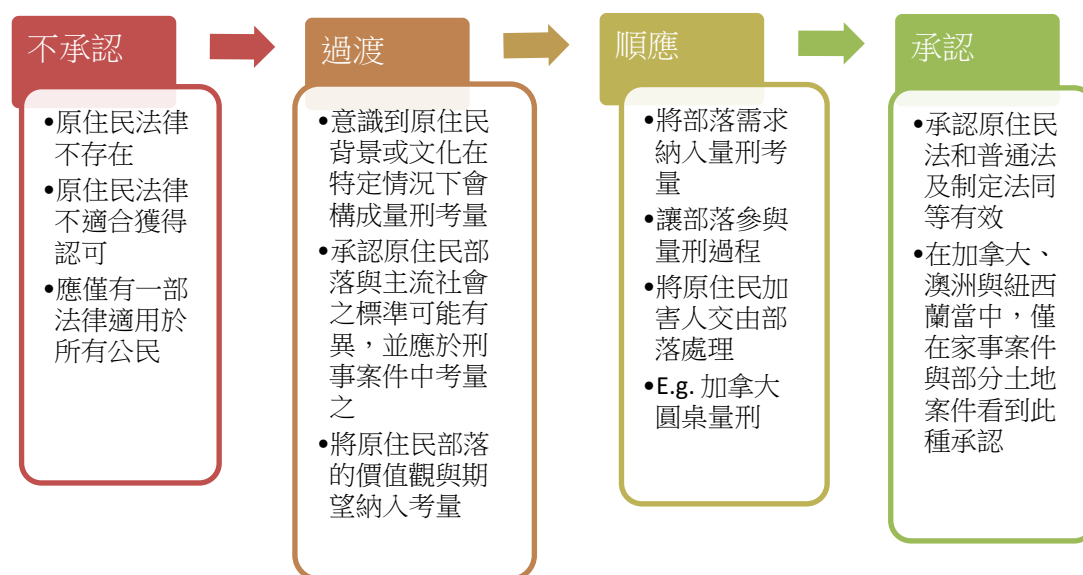 不承認
•原住民法律
不存在
•原住民法律
不適合獲得
認可
•應僅有一部
法律適用於
所有公民
過渡
•意識到原住民
背景或文化在
特定情況下會
構成量刑考量
•承認原住民部
落與主流社會
之標準可能有
異，並應於刑
事案件中考量
之
•將原住民部落
的價值觀與期
望納入考量
順應
•將部落需求
納入量刑考
量
•讓部落參與
量刑過程
•將原住民加
害人交由部
落處理
•E.g. 加拿大
圓桌量刑
承認
•承認原住民
法和普通法
及制定法同
等有效
•在加拿大、
澳洲與紐西
蘭當中，僅
在家事案件
與部分土地
案件看到此
種承認